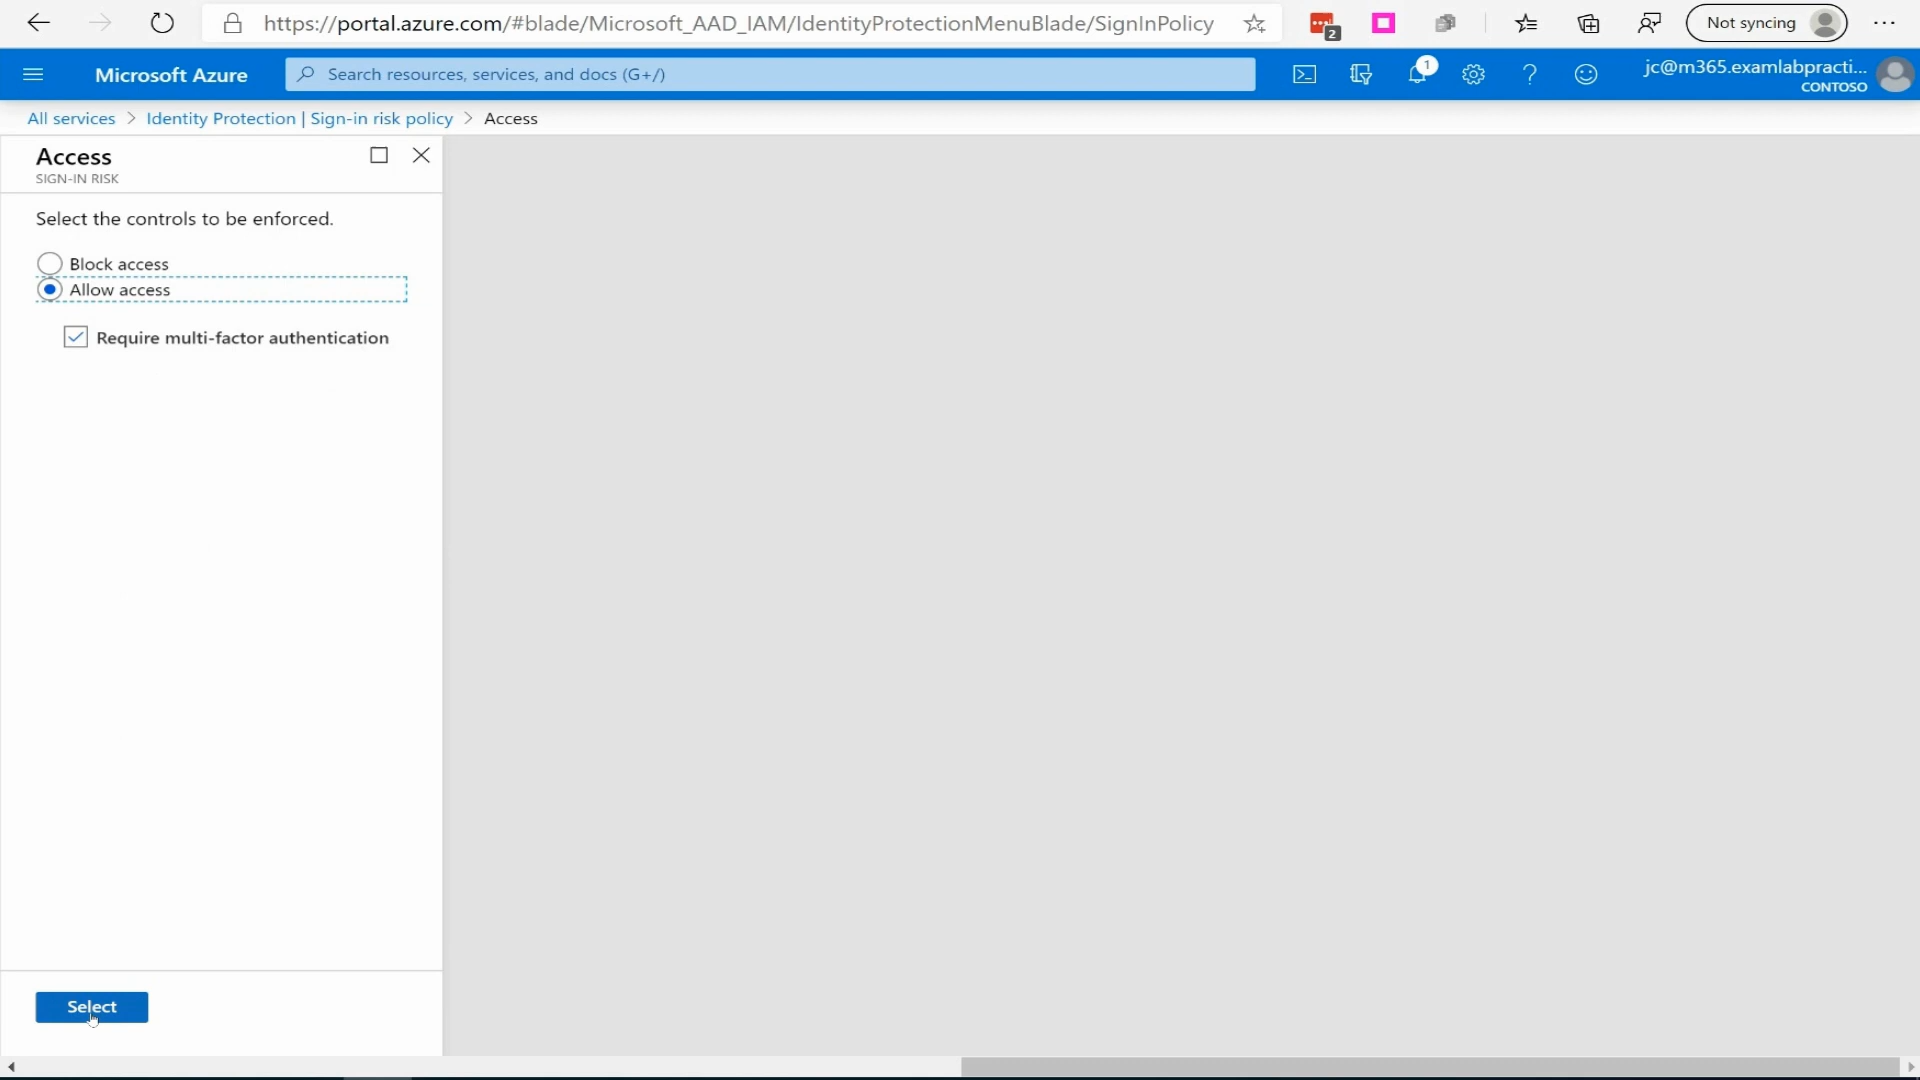 https://portal.azure.com/#blade/Microsoft_AAD_IAM/IdentityProtectionMenuBlade/SignInPolicy
2
Not syncing
Microsoft Azure
Search resources, services, and docs (G+/)
1
jc@m365.examlabpracti...
CONTOSO
All services > Identity Protection | Sign-in risk policy > Access
Access
SIGN-IN RISK
Select the controls to be enforced.
Block access
Allow access
Require multi-factor authentication
Select